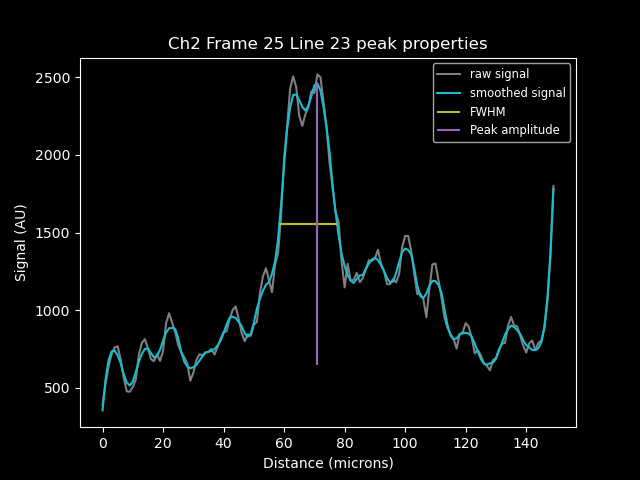 Ch2 Frame 25 Line 23 peak properties
raw signal
smoothed signal
FWHM
Peak amplitude
2500
2000
1500
1000
500
Signal (AU)
0 20 40 60 80 100 120 140
Distance (microns)